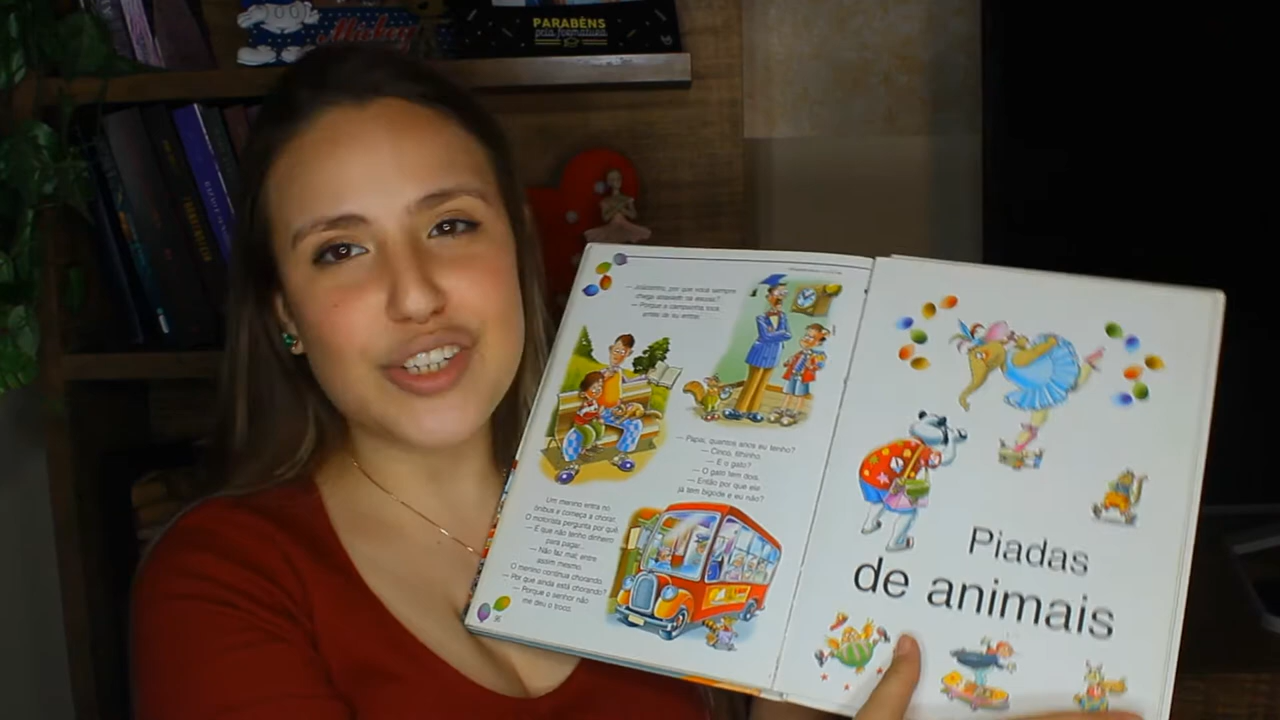 Mickey
PARABÉNS
pela formatura
— Joãozinho, por que você sempre
chega atrasado na escola?
— Porque a campainha toca
antes de eu entrar.
— Papai, quantos anos eu tenho?
— Cinco, filhinho.
— E o gato?
— O gato tem dois.
— Então por que ele
já tem bigode e eu não?
Um menino entra no
ônibus e começa a chorar.
O motorista pergunta por quê.
— É que não tenho dinheiro
para pagar...
— Não faz mal, entre
assim mesmo.
O menino continua chorando.
— Por que ainda está chorando?
— Porque o senhor não
me deu o troco.
96
Piadas
de animais